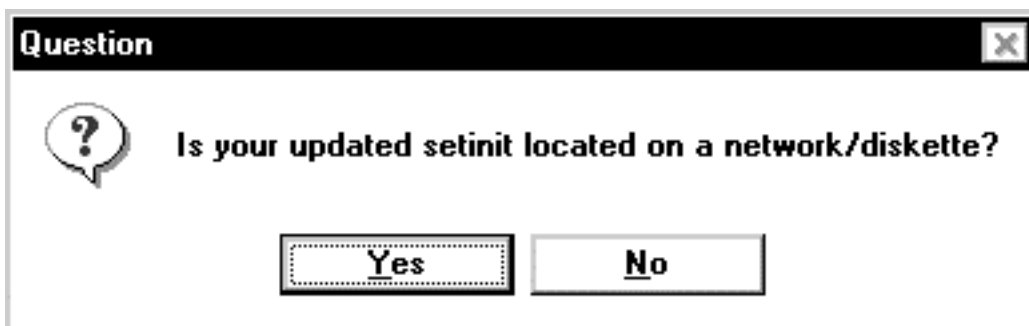 Question
Is your updated setinit located on a network/diskette?
Yes No